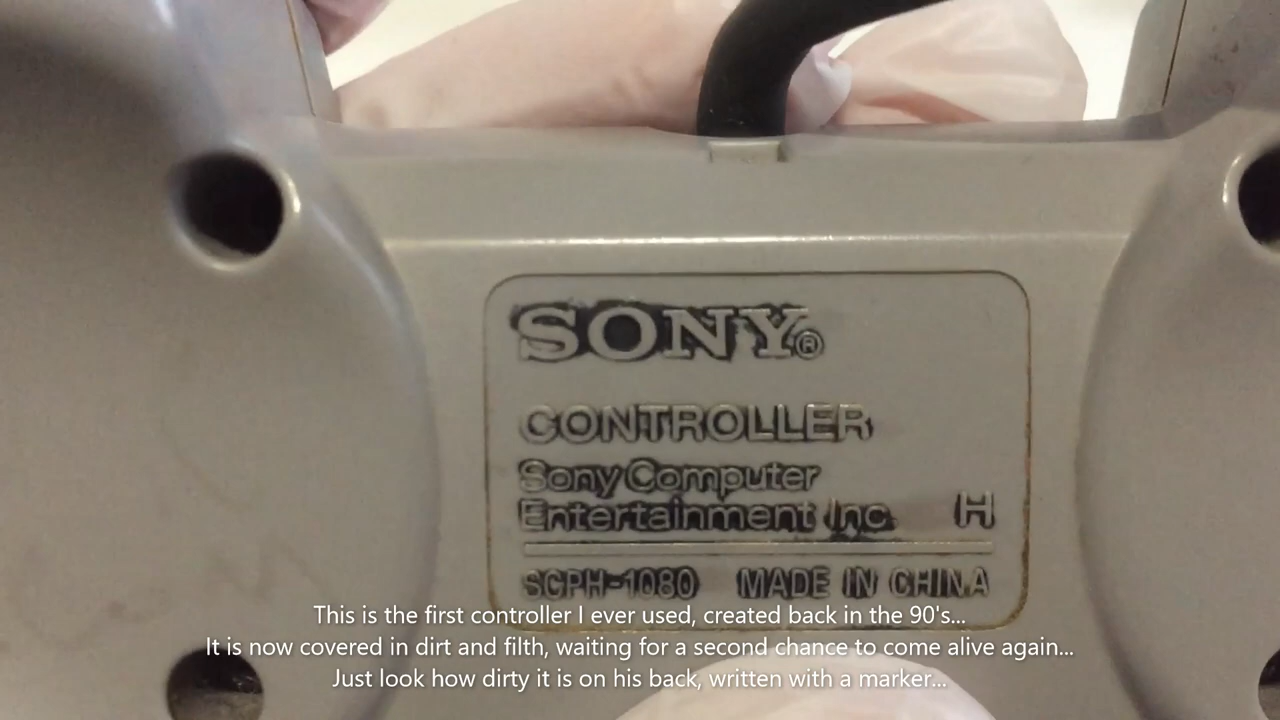 SONY®
CONTROLLER
Sony Computer
Entertainment Inc. H
SCPH-1080 MADE IN CHINA
This is the first controller I ever used, created back in the 90's...
It is now covered in dirt and filth, waiting for a second chance to come alive again...
Just look how dirty it is on his back, written with a marker...